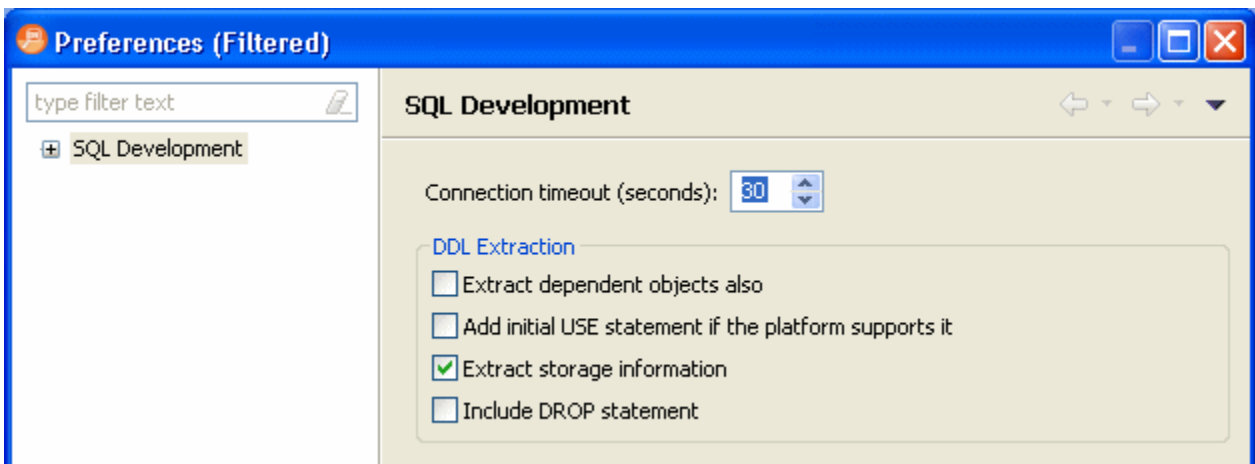 Preferences (Filtered)
type filter text
SQL Development
SQL Development
Connection timeout (seconds): 30
DDL Extraction
Extract dependent objects also
Add initial USE statement if the platform supports it
Extract storage information
Include DROP statement